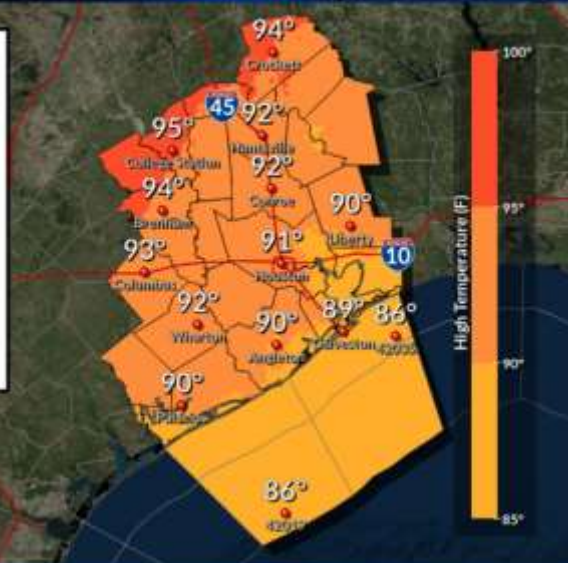 94°
Crockett
45
92°
Huntsville
95°
College Station
92°
Conroe
94°
Brenham
90°
Liberty
91°
Houston
10
93°
Columbus
92°
Wharton
90°
Angleton
89°
Galveston
86°
42035
90°
86°
100°
95°
90°
85°
High Temperature (F)